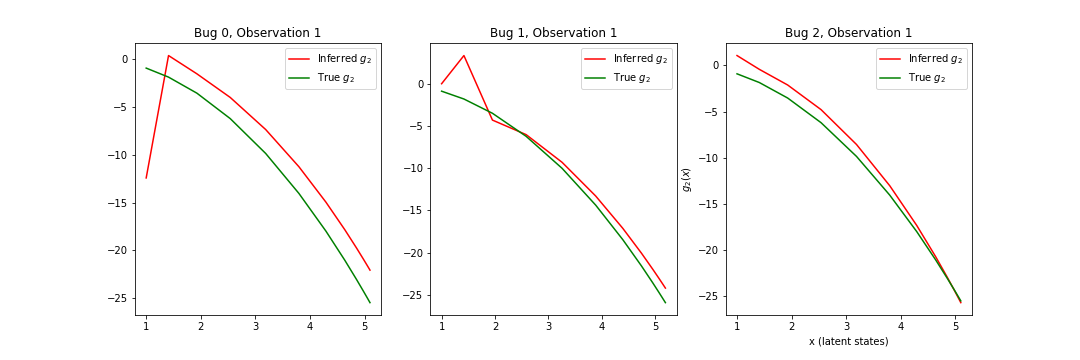 Bug 0, Observation 1
Inferred g₂
True g₂
0
−5
−10
−15
−20
−25
1 2 3 4 5
Bug 1, Observation 1
Inferred g₂
True g₂
0
−5
−10
−15
−20
−25
1 2 3 4 5
Bug 2, Observation 1
Inferred g₂
True g₂
g₂(x)
0
−5
−10
−15
−20
−25
1 2 3 4 5
x (latent states)